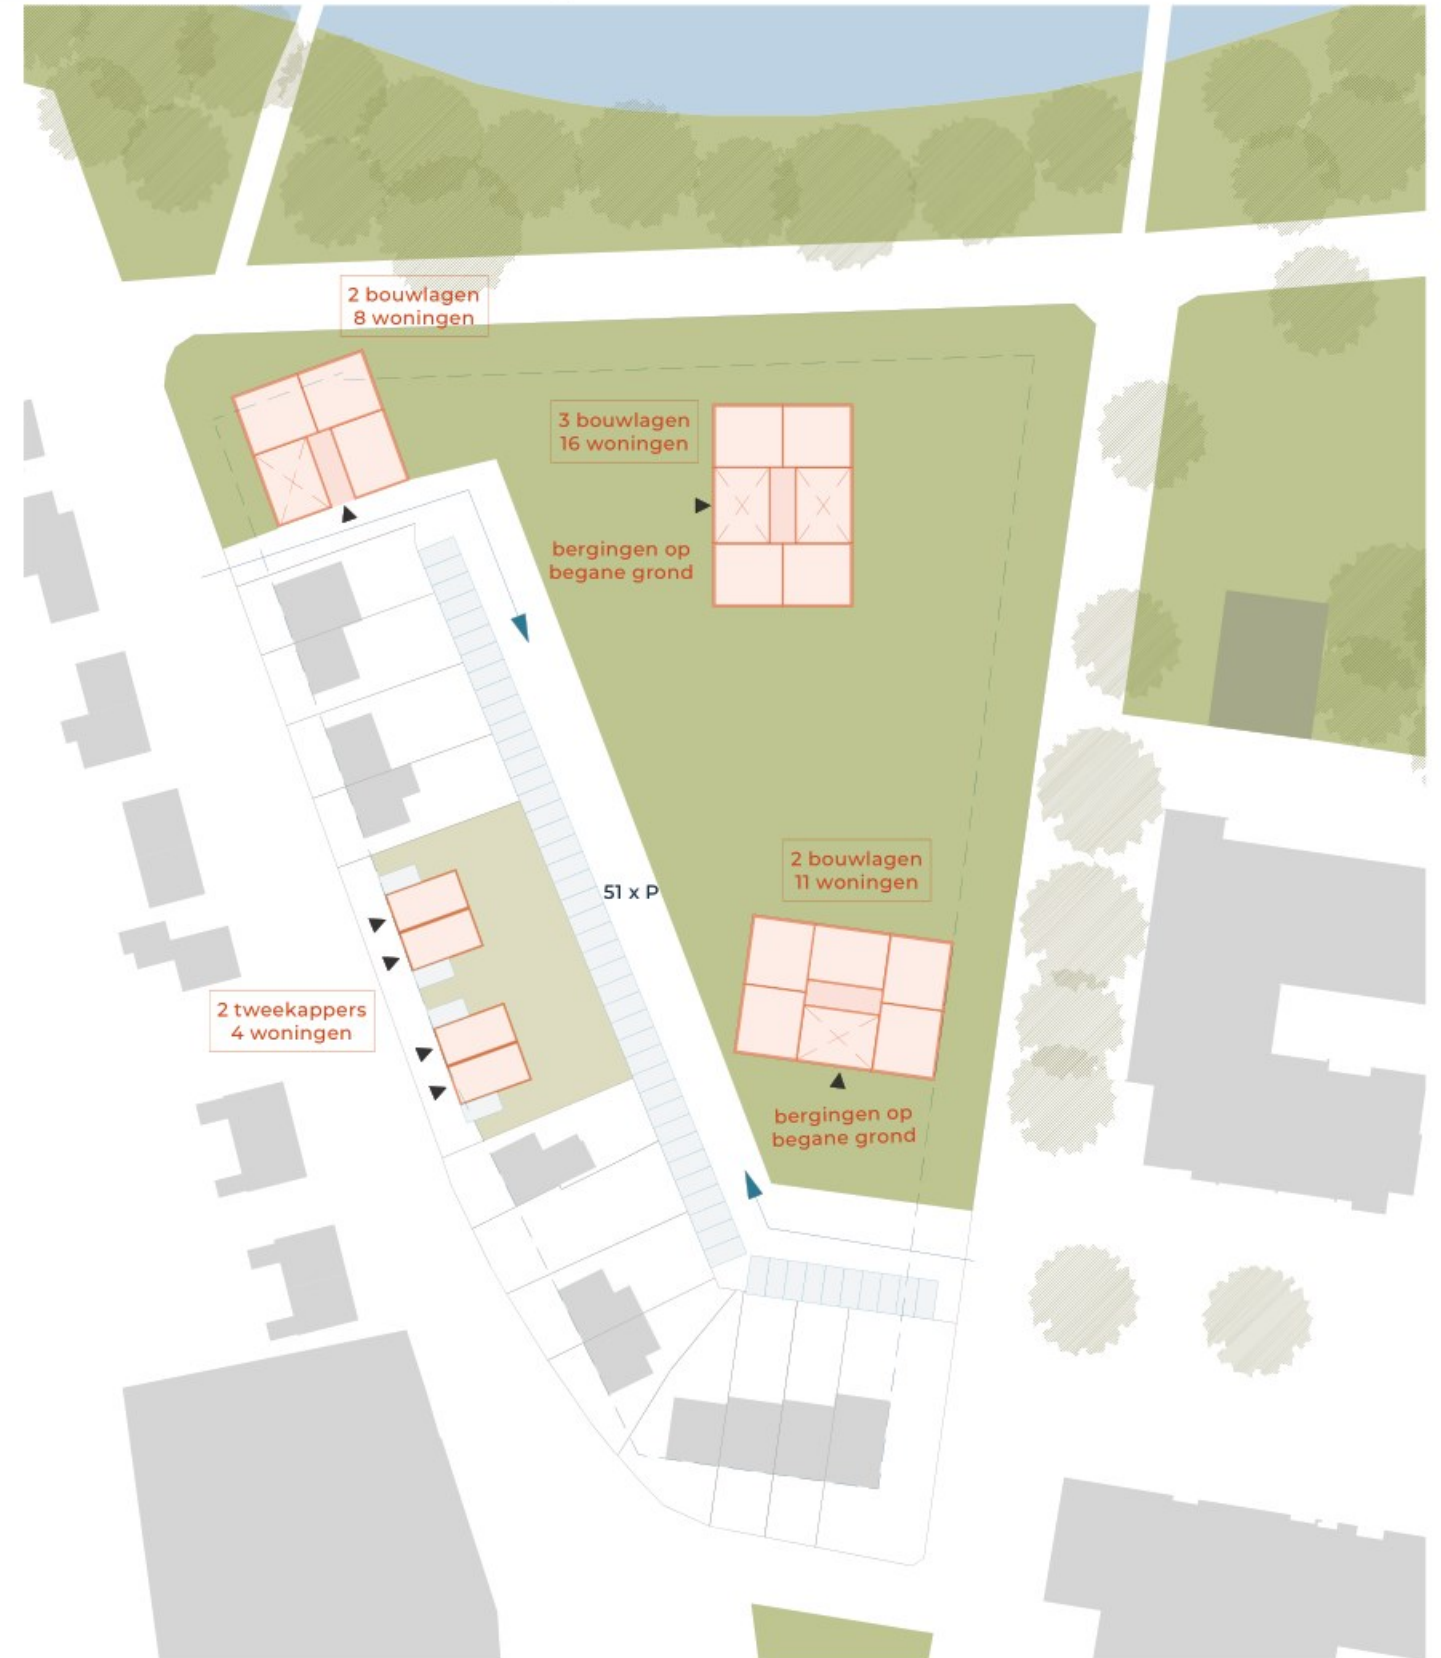 2 bouwlagen
8 woningen
3 bouwlagen
16 woningen
bergingen op
begane grond
2 bouwlagen
11 woningen
51 x P
2 tweekappers
4 woningen
bergingen op
begane grond